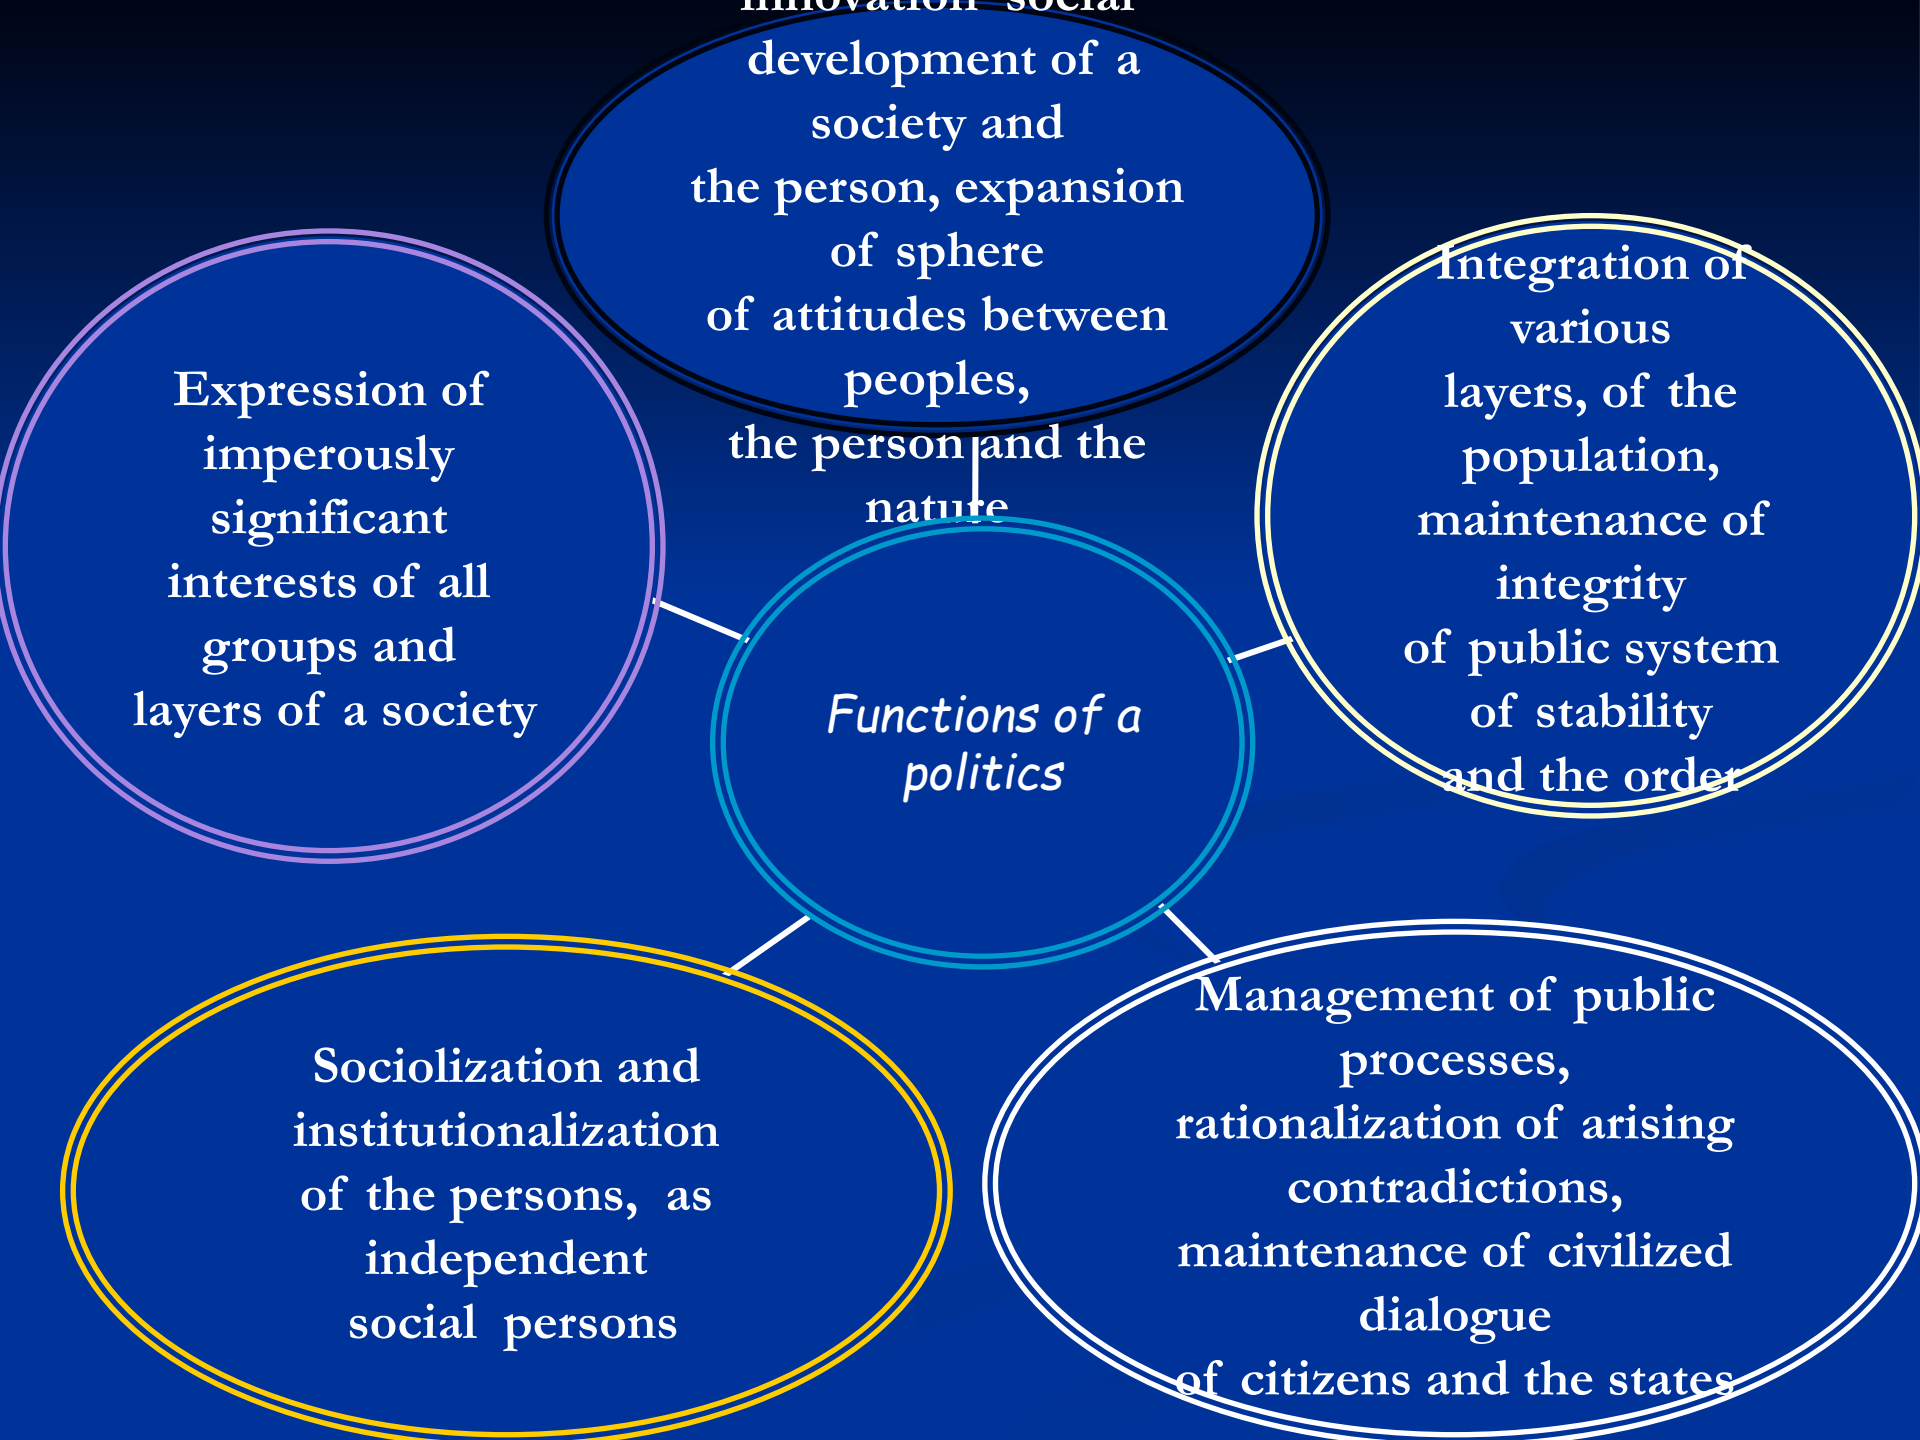 innovation social
development of a
society and
the person, expansion
of sphere
of attitudes between
peoples,
the person and the
nature
Expression of
imperously
significant
interests of all
groups and
layers of a society
Integration of
various
layers, of the
population,
maintenance of
integrity
of public system
of stability
and the order
Functions of a
politics
Sociolization and
institutionalization
of the persons, as
independent
social persons
Management of public
processes,
rationalization of arising
contradictions,
maintenance of civilized
dialogue
of citizens and the states